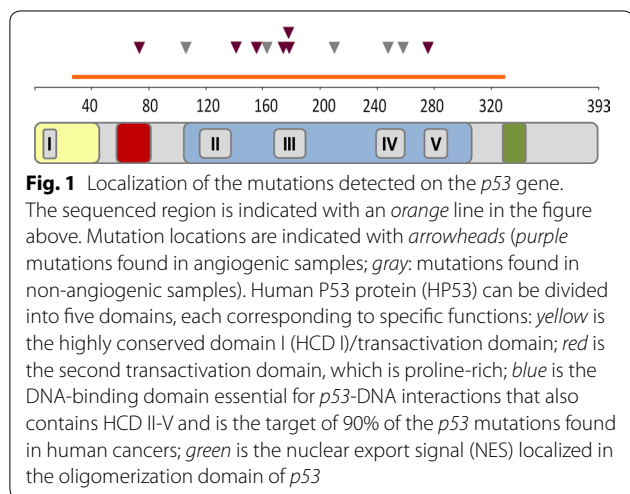 40 80 120 160 200 240 280 320 393
I II III IV V
Fig. 1 Localization of the mutations detected on the p53 gene.
The sequenced region is indicated with an orange line in the figure
above. Mutation locations are indicated with arrowheads (purple
mutations found in angiogenic samples; gray: mutations found in
non-angiogenic samples). Human P53 protein (HP53) can be divided
into five domains, each corresponding to specific functions: yellow is
the highly conserved domain I (HCD I)/transactivation domain; red is
the second transactivation domain, which is proline-rich; blue is the
DNA-binding domain essential for p53-DNA interactions that also
contains HCD II-V and is the target of 90% of the p53 mutations found
in human cancers; green is the nuclear export signal (NES) localized in
the oligomerization domain of p53